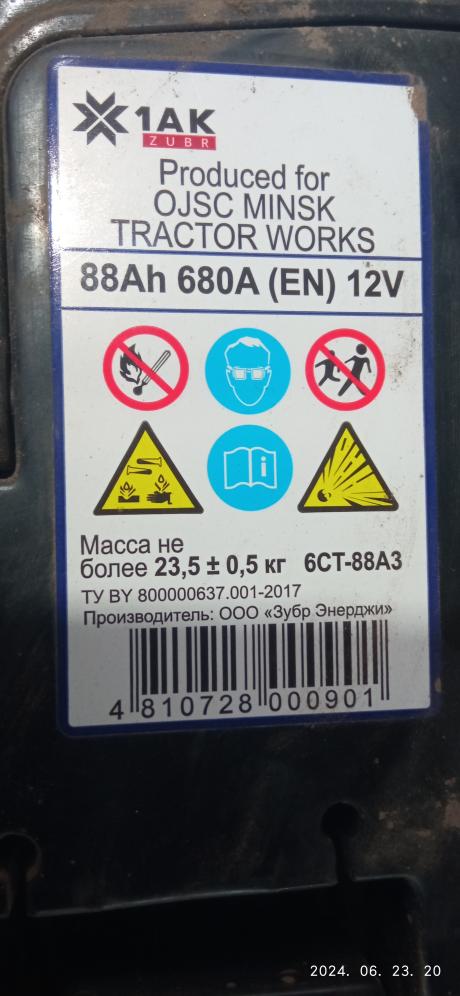 1AK
ZUBR
Produced for
OJSC MINSK
TRACTOR WORKS
88Ah 680A (EN) 12V
Масса не
более 23,5 ± 0,5 кг 6СТ-88А3
ТУ BY 800000637.001-2017
Производитель: ООО «Зубр Энерджи»
4 810728 000901
2024. 06. 23. 20